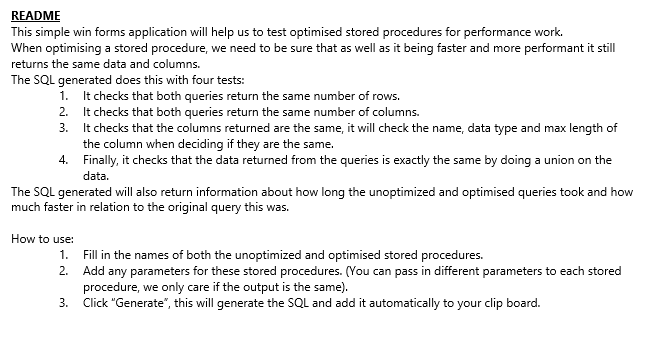 README
This simple win forms application will help us to test optimised stored procedures for performance work.
When optimising a stored procedure, we need to be sure that as well as it being faster and more performant it still
returns the same data and columns.
The SQL generated does this with four tests:
1. It checks that both queries return the same number of rows.
2. It checks that both queries return the same number of columns.
3. It checks that the columns returned are the same, it will check the name, data type and max length of
the column when deciding if they are the same.
4. Finally, it checks that the data returned from the queries is exactly the same by doing a union on the
data.
The SQL generated will also return information about how long the unoptimized and optimised queries took and how
much faster in relation to the original query this was.
How to use:
1. Fill in the names of both the unoptimized and optimised stored procedures.
2. Add any parameters for these stored procedures. (You can pass in different parameters to each stored
procedure, we only care if the output is the same).
3. Click "Generate", this will generate the SQL and add it automatically to your clip board.